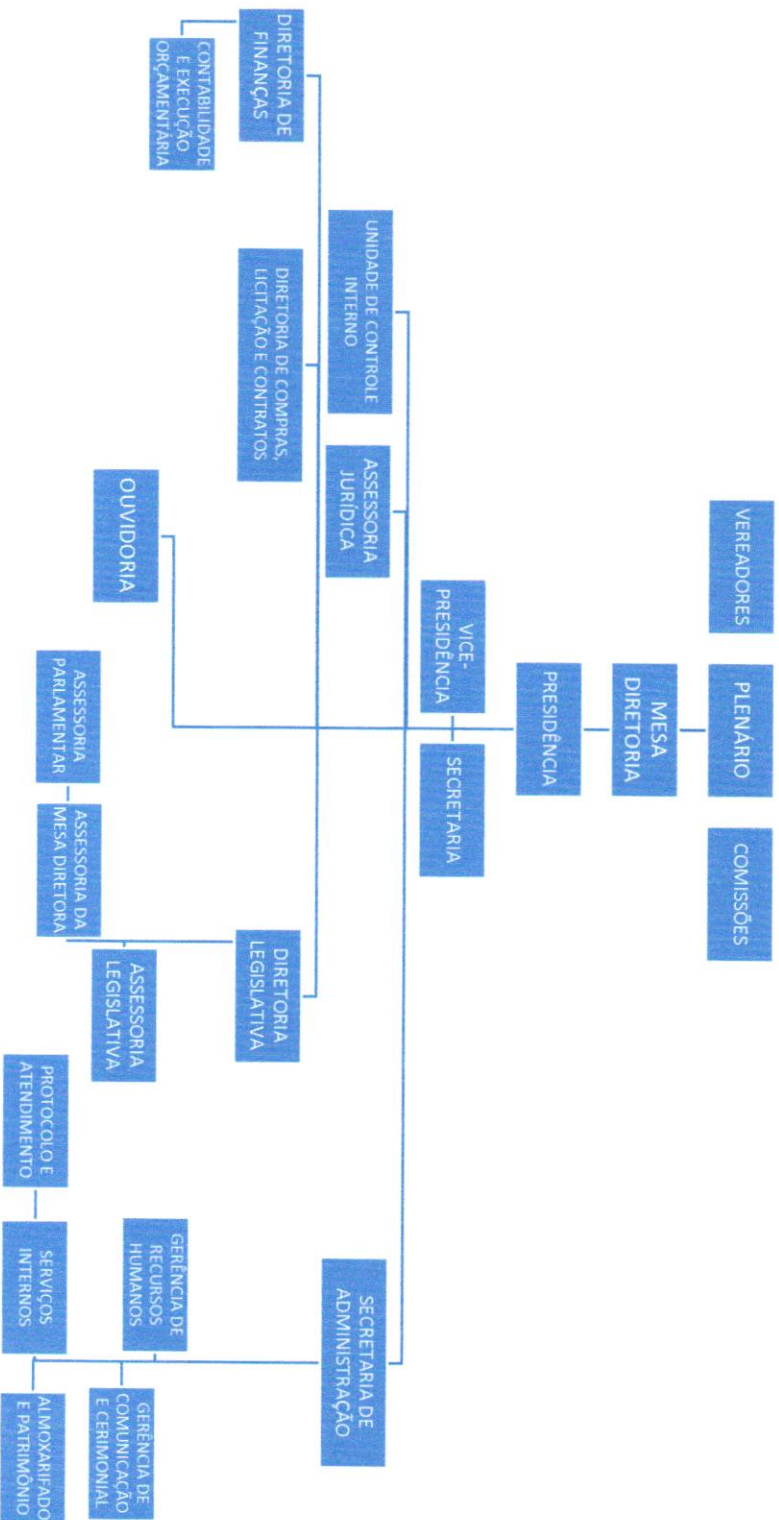 VEREADORES
PLENÁRIO
COMISSÕES
MESA
DIRETORIA
PRESIDÊNCIA
VICE-
PRESIDÊNCIA
SECRETARIA
UNIDADE DE CONTROLE
INTERNO
ASSESSORIA
JURÍDICA
SECRETARIA DE
ADMINISTRAÇÃO
DIRETORIA DE
FINANÇAS
DIRETORIA DE COMPRAS,
LICITAÇÃO E CONTRATOS
DIRETORIA
LEGISLATIVA
CONTABILIDADE
E EXECUÇÃO
ORÇAMENTÁRIA
OUVIDORIA
ASSESSORIA
LEGISLATIVA
ASSESSORIA
PARLAMENTAR
ASSESSORIA DA
MESA DIRETORA
GERÊNCIA DE
RECURSOS
HUMANOS
GERÊNCIA DE
COMUNICAÇÃO
E CERIMONIAL
PROTOCOLO E
ATENDIMENTO
SERVIÇOS
INTERNOS
ALMOXARIFADO
E PATRIMÔNIO